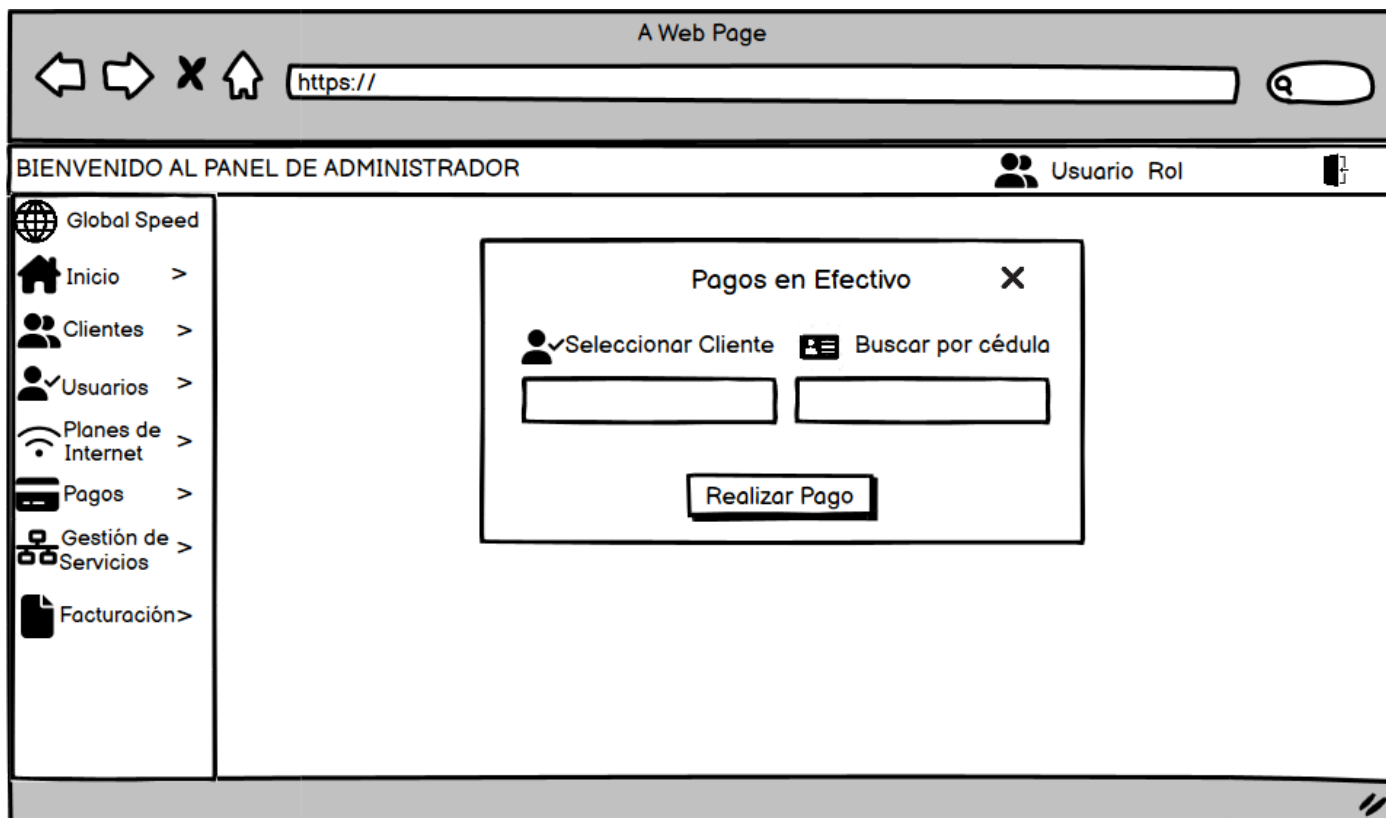 A Web Page
https://
BIENVENIDO AL PANEL DE ADMINISTRADOR
Usuario Rol
Global Speed
Inicio >
Clientes >
Usuarios >
Planes de
Internet >
Pagos >
Gestión de
Servicios >
Facturación>
Pagos en Efectivo
Seleccionar Cliente
Buscar por cédula
Realizar Pago